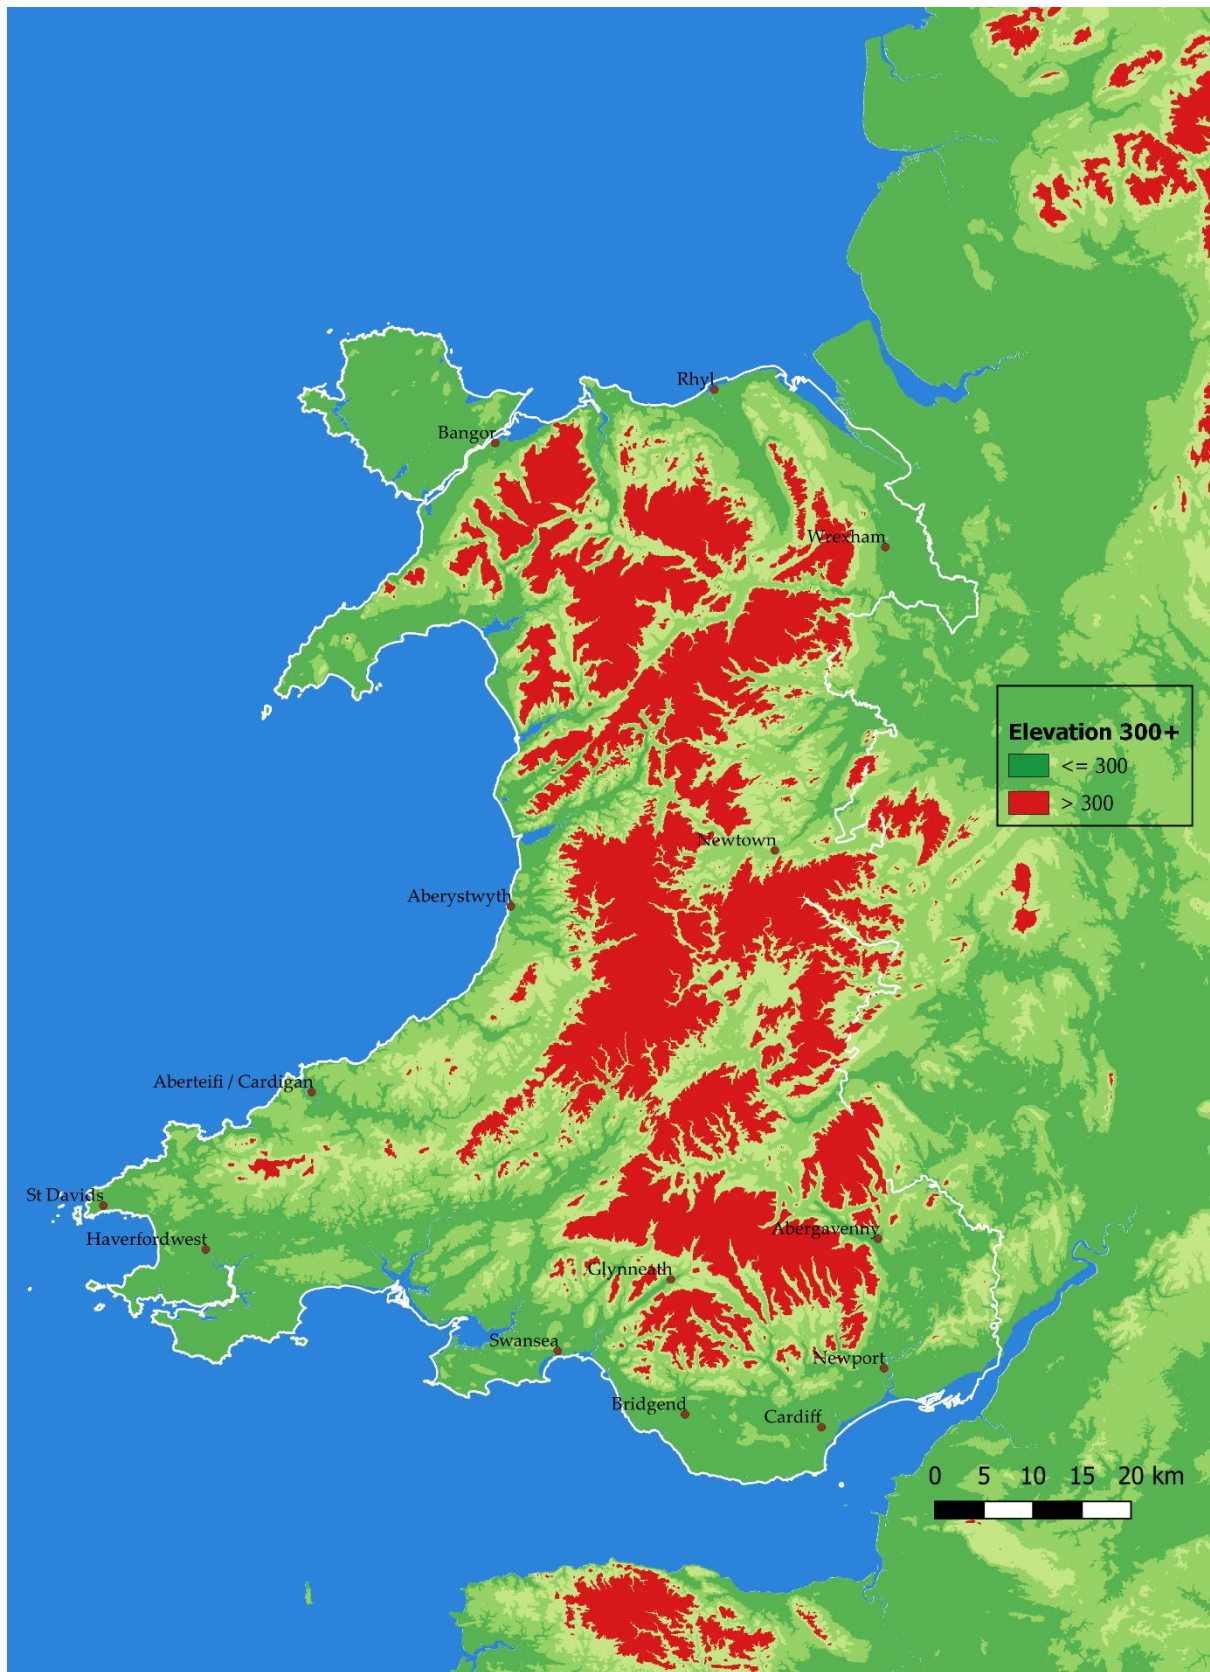 Rhyl
Bangor
Wrexham
Elevation 300+
<= 300
> 300
Newtown
Aberystwyth
Aberteifi / Cardigan
St Davids
Haverfordwest
Abergavenny
Glynneath
Swansea
Newport
Bridgend
Cardiff
0 5 10 15 20 km